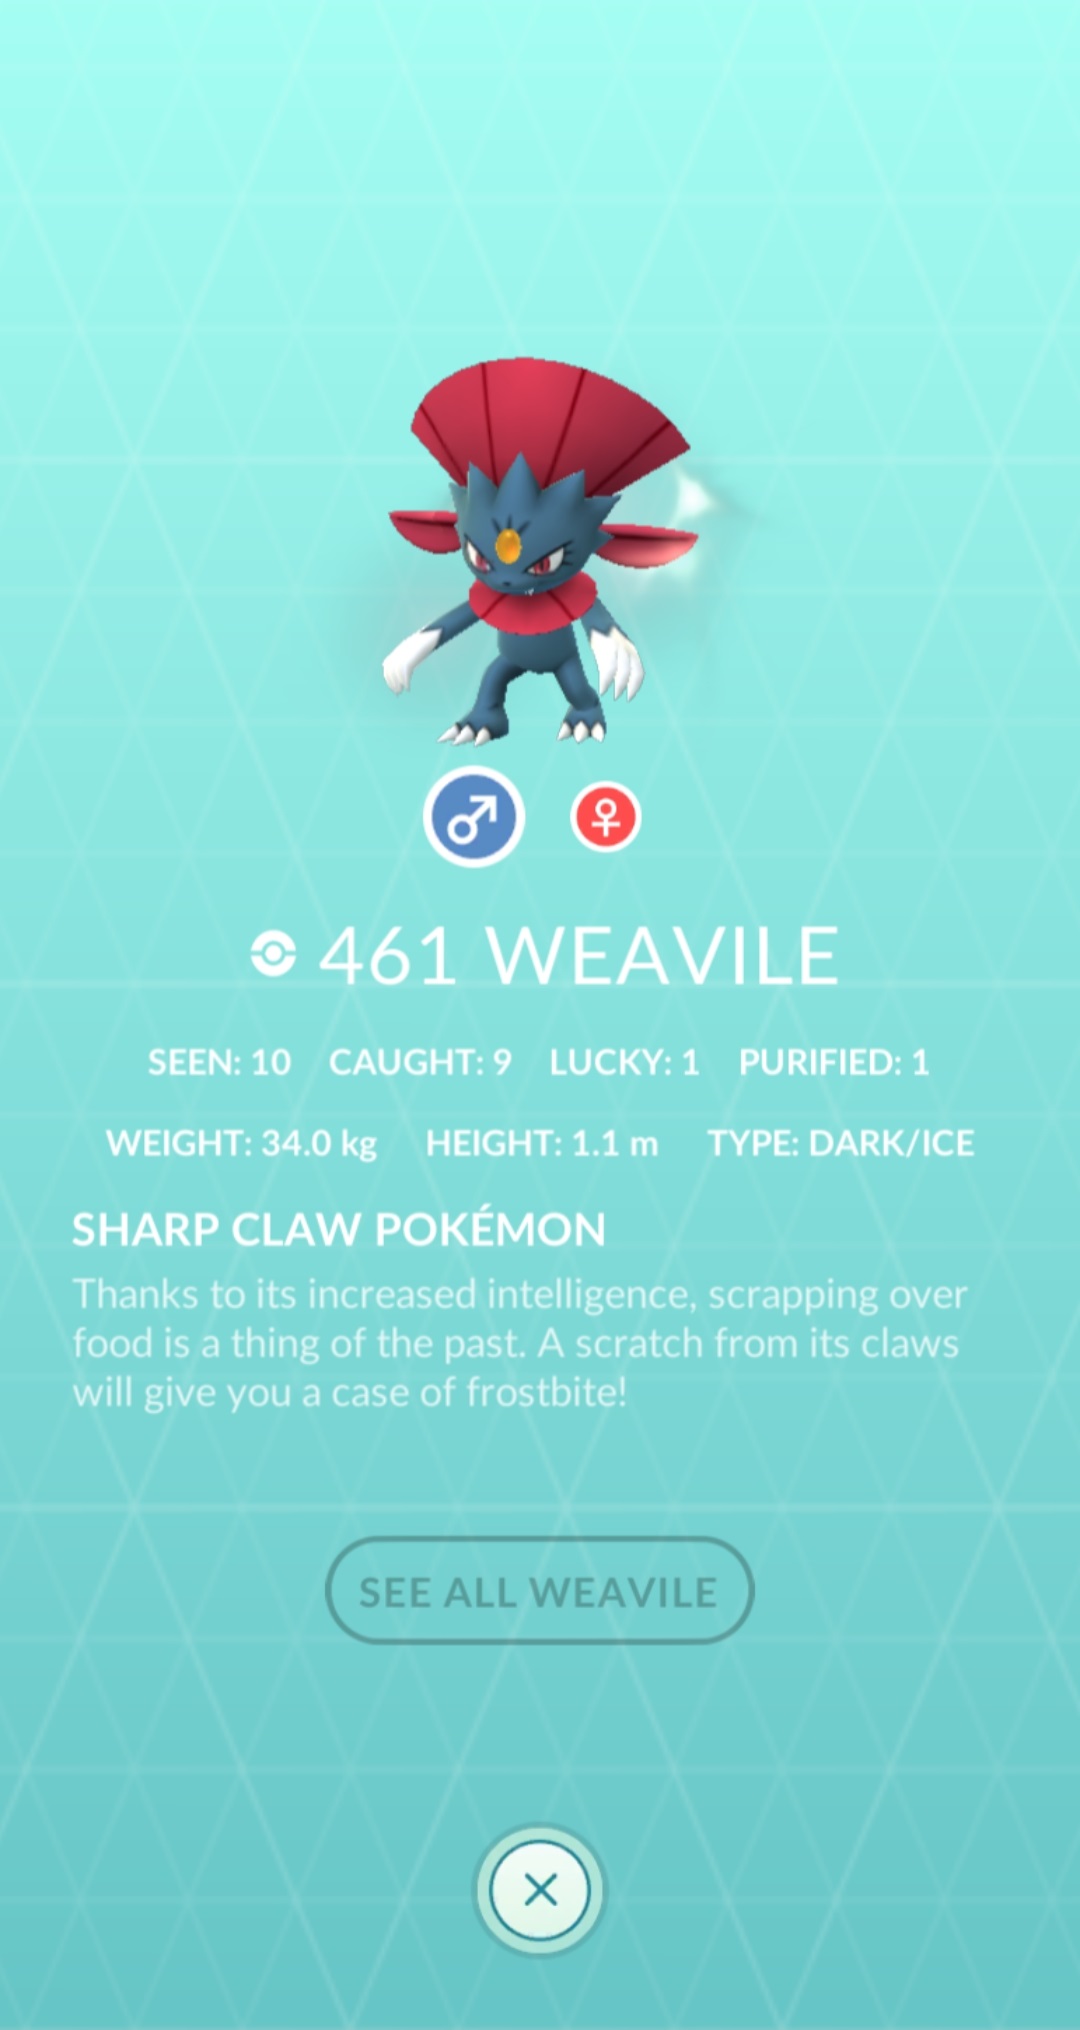 461 WEAVILE
SEEN: 10 CAUGHT: 9 LUCKY: 1 PURIFIED: 1
WEIGHT: 34.0 kg HEIGHT: 1.1 m TYPE: DARK/ICE
SHARP CLAW POKÉMON
Thanks to its increased intelligence, scrapping over
food is a thing of the past. A scratch from its claws
will give you a case of frostbite!
SEE ALL WEAVILE